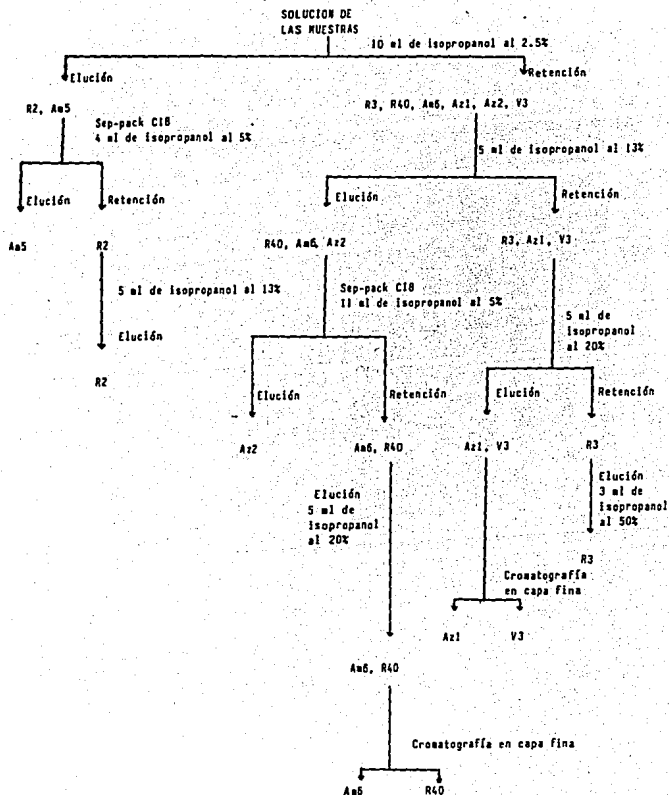 SOLUCION DE
LAS MUESTRAS
10 ml de isopropanol al 2.5%
Elución
Retención
R2, Am5
R3, R40, Am6, Az1, Az2, V3
Sep-pack C18
4 ml de isopropanol al 5%
5 ml de isopropanol al 13%
Elución
Retención
Elución
Retención
Am5
R2
R40, Am6, Az2
R3, Az1, V3
5 ml de isopropanol al 13%
Sep-pack C18
11 ml de isopropanol al 5%
5 ml de
isopropanol
al 20%
Elución
R2
Elución
Retención
Elución
Retención
Az2
Am6, R40
Az1, V3
R3
Elución
5 ml de
isopropanol
al 20%
Elución
3 ml de
isopropanol
al 50%
R3
Cromatografía
en capa fina
Az1
V3
Am6, R40
Cromatografía en capa fina
Am6
R40